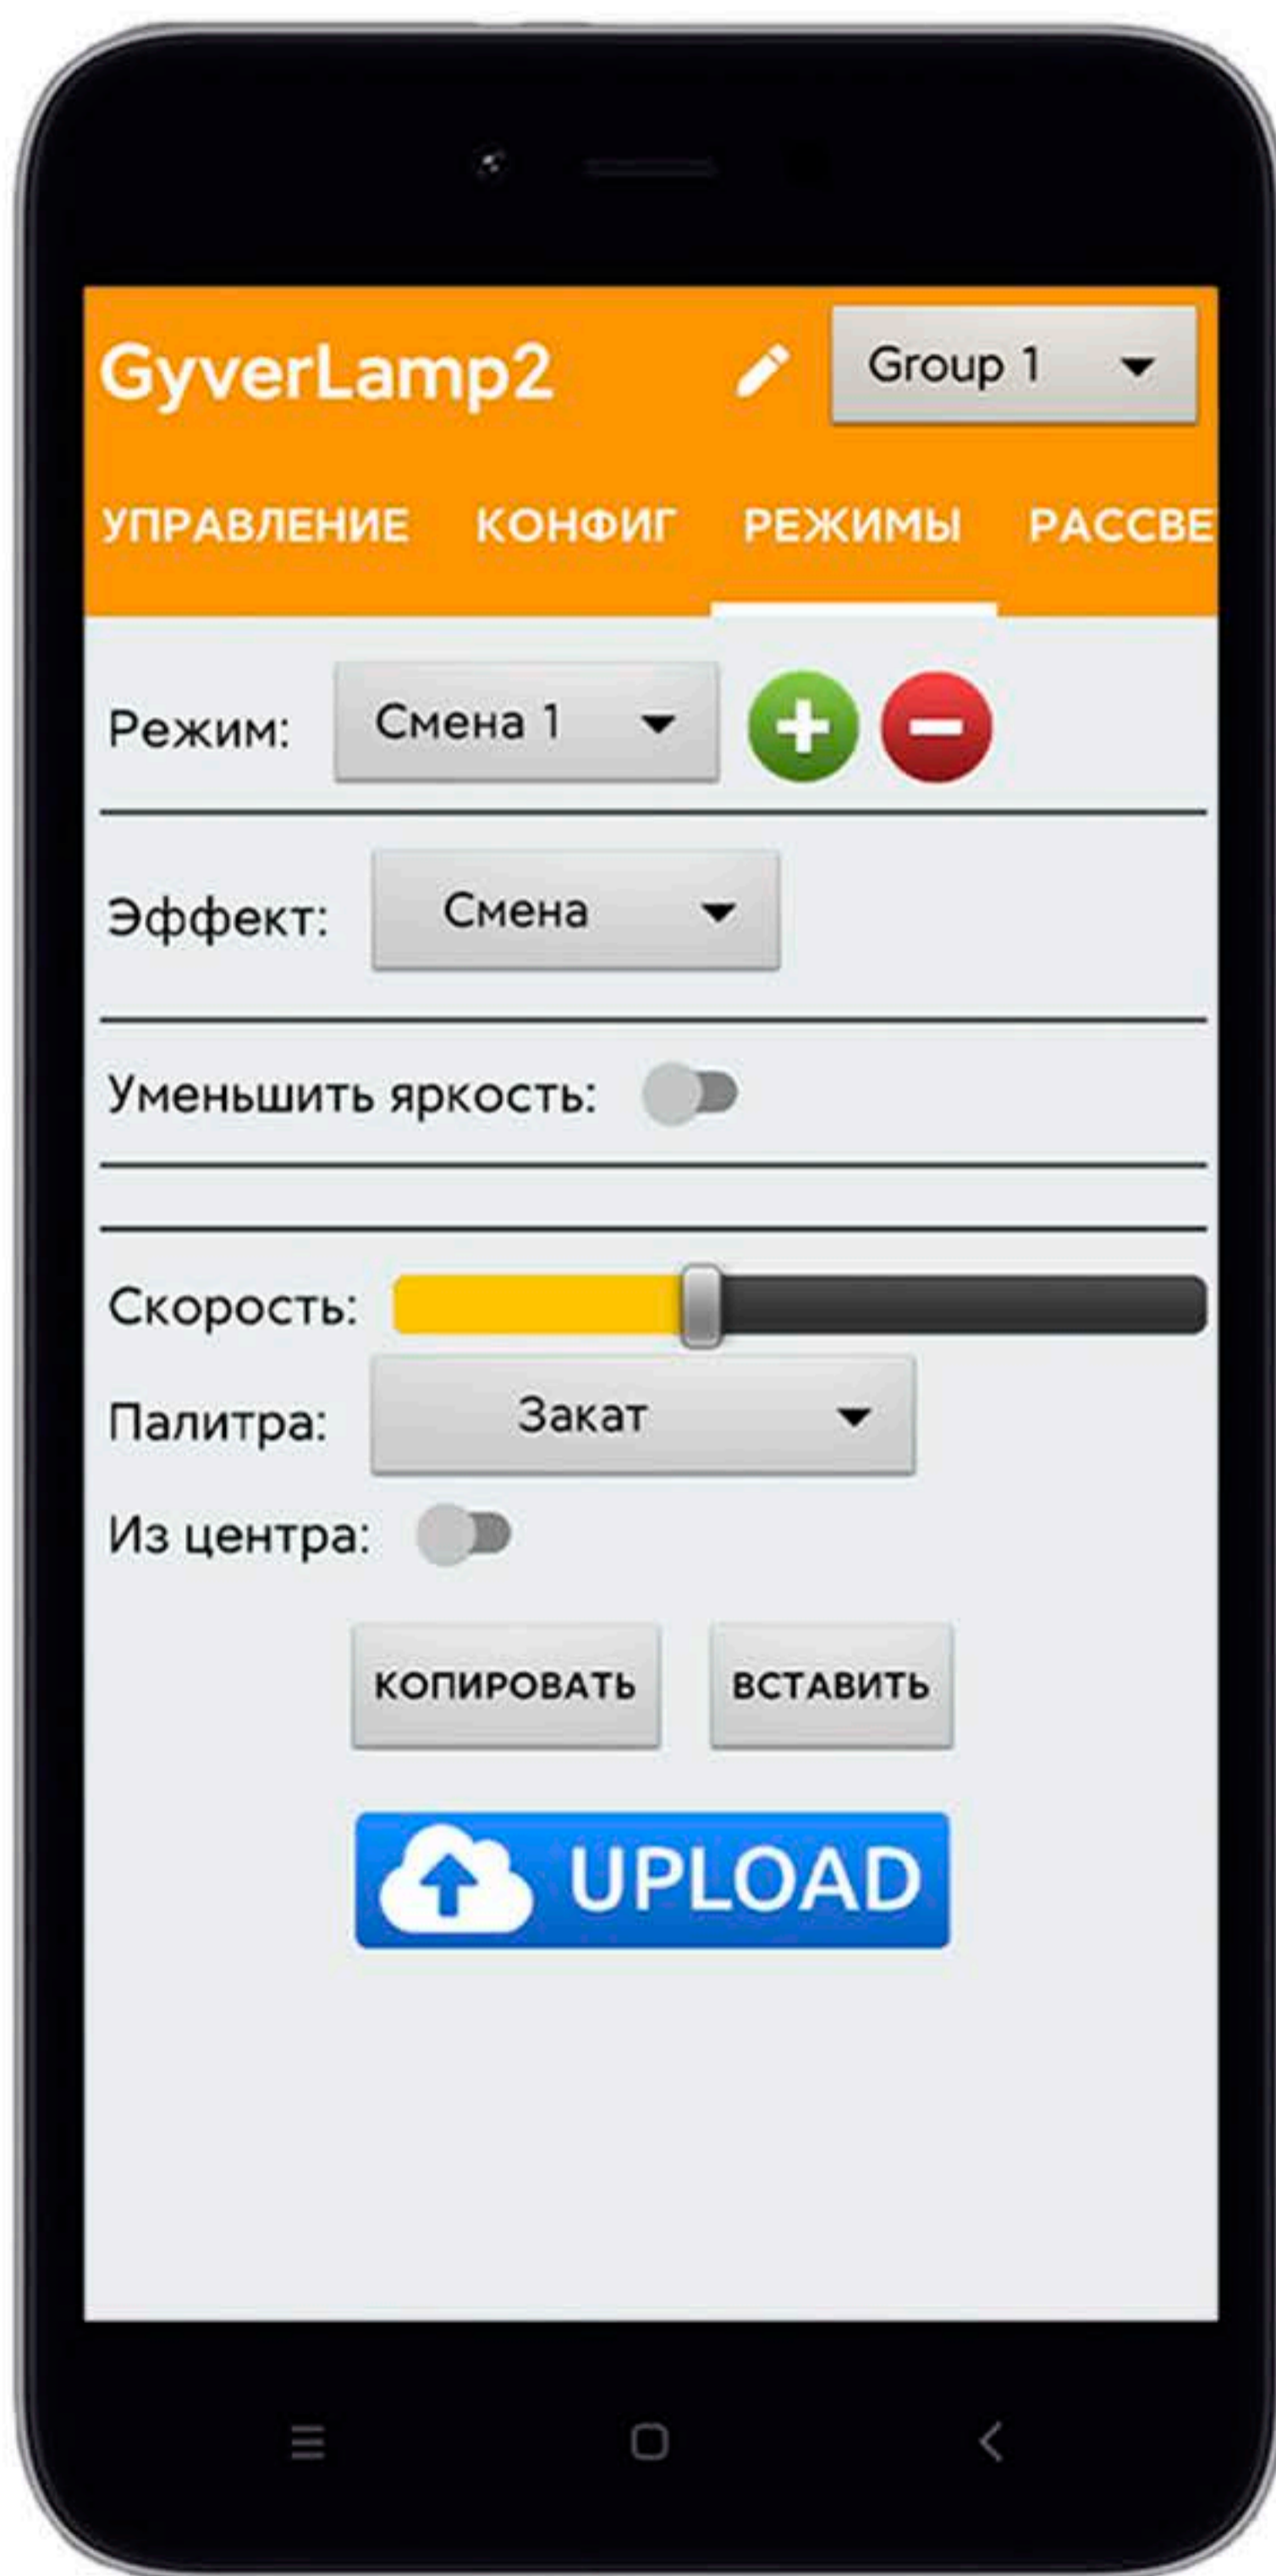 GyverLamp2 Group 1
УПРАВЛЕНИЕ КОНФИГ РЕЖИМЫ РАССВЕ
Режим: Смена 1
Эффект: Смена
Уменьшить яркость:
Скорость:
Палитра: Закат
Из центра:
КОПИРОВАТЬ ВСТАВИТЬ
UPLOAD